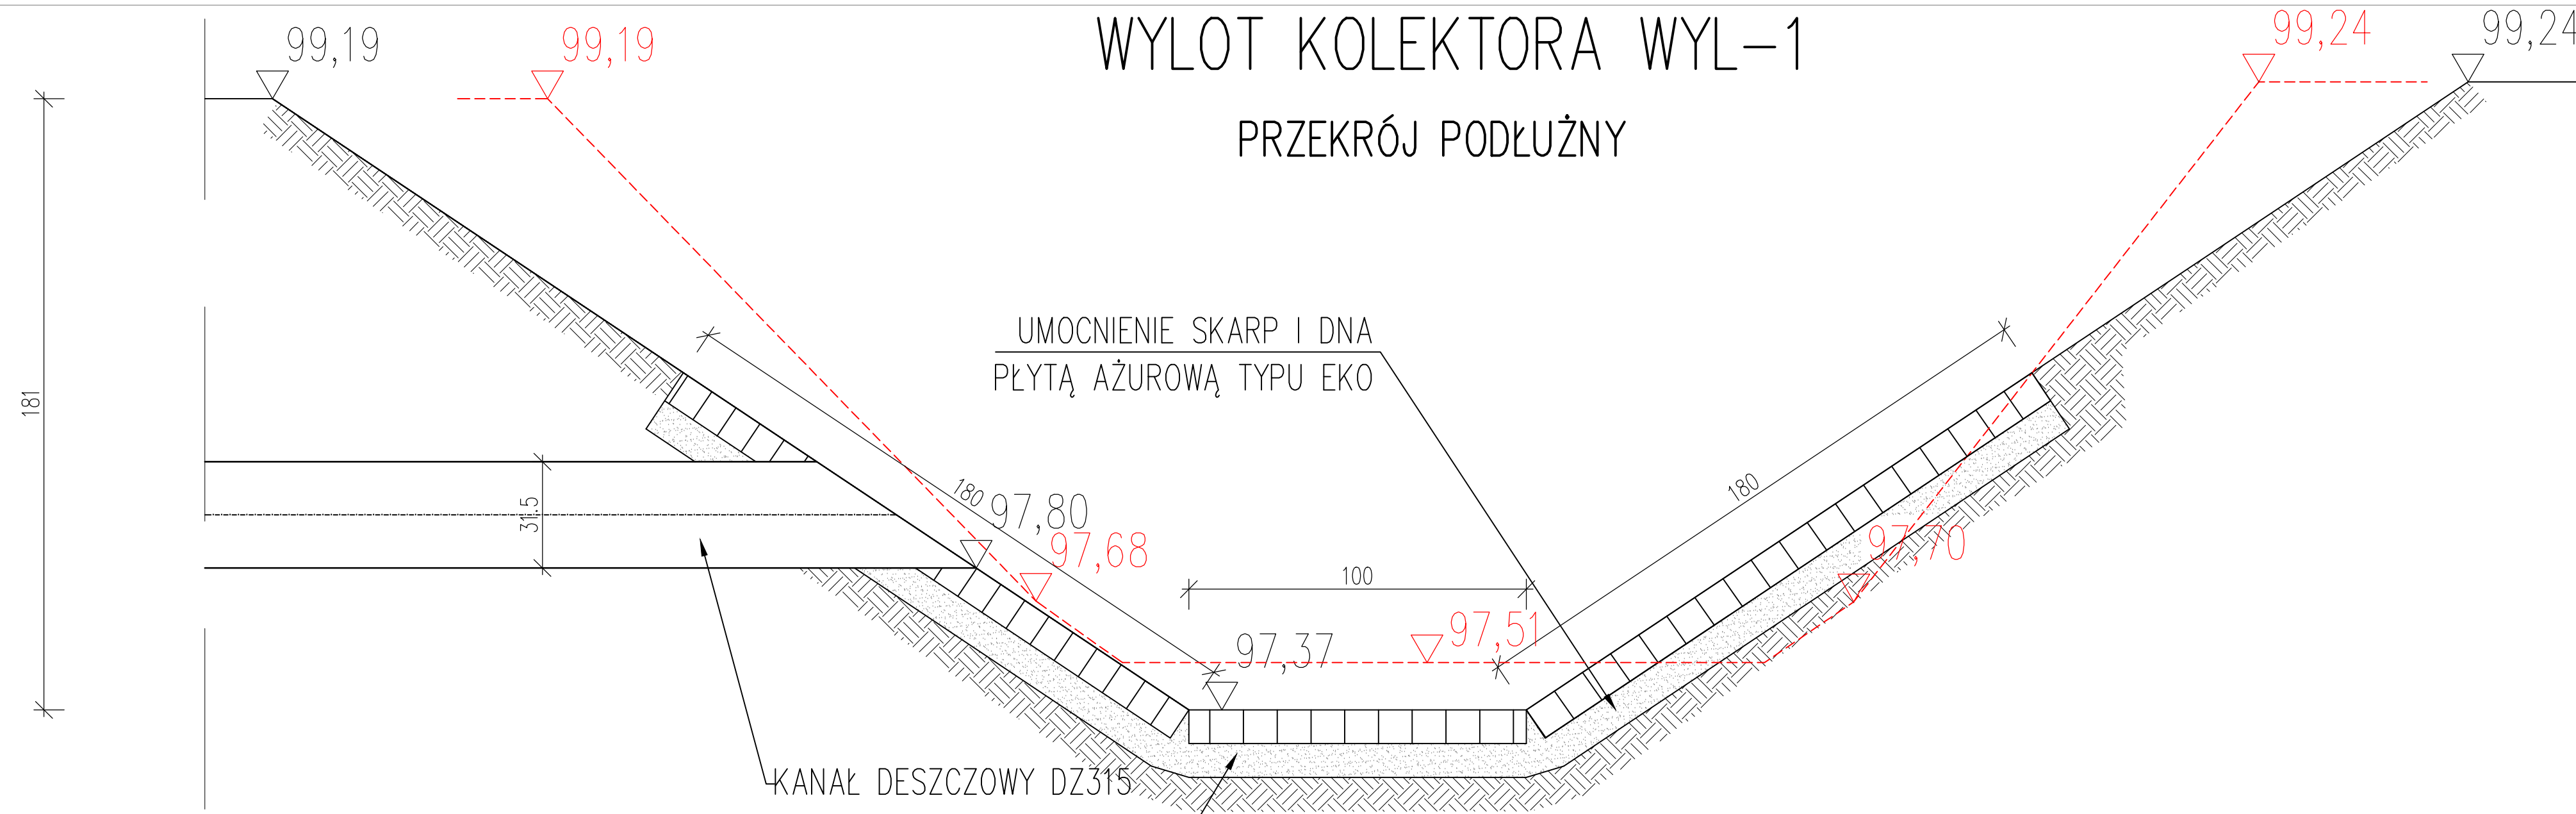 WYLOT KOLEKTORA WYL-1
PRZEKRÓJ PODŁUŻNY
99,19
99,19
99,24
99,24
181
UMOCNIENIE SKARP I DNA
PŁYTĄ AŻUROWĄ TYPU EKO
180
180
31.5
97,80
97,68
97,70
100
97,51
97,37
KANAŁ DESZCZOWY DZ315